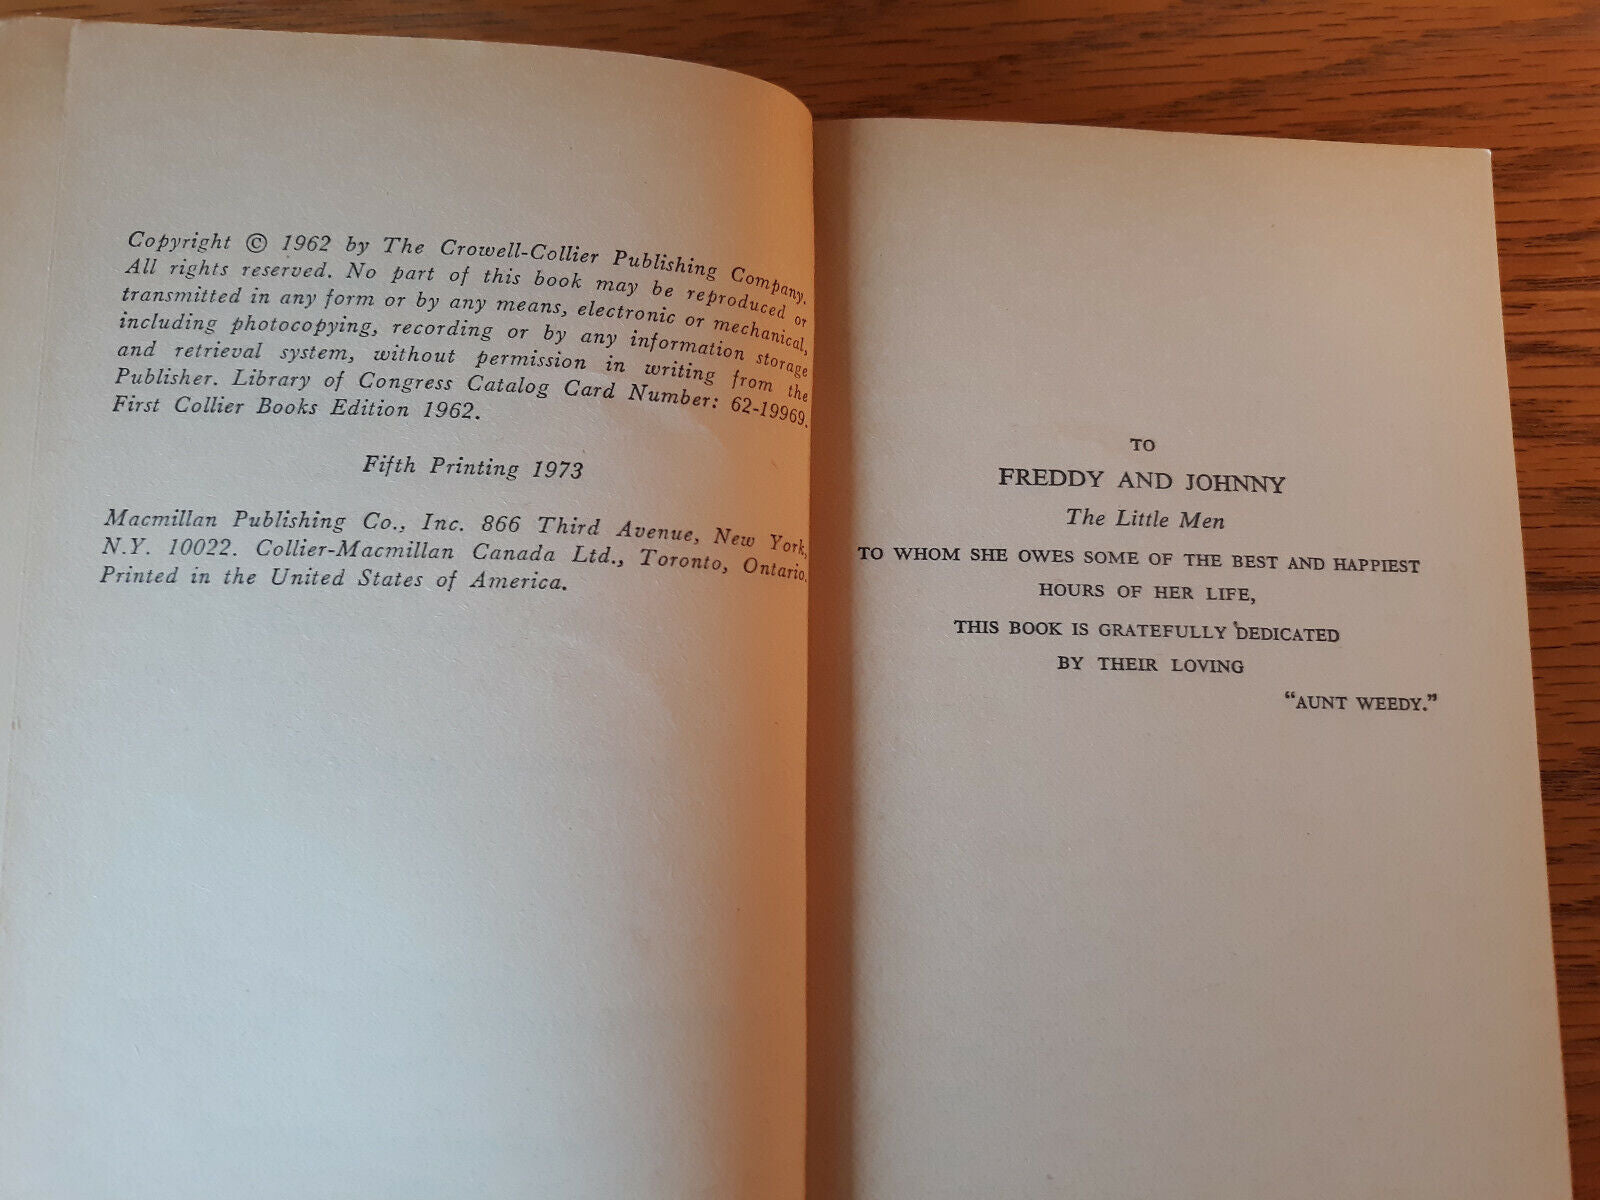 Copyright © 1962 by The Crowell-Collier Publishing Company.
All rights reserved. No part of this book may be reproduced or
transmitted in any form or by any means, electronic or mechanical,
including photocopying, recording or by any information storage
and retrieval system, without permission in writing from the
Publisher. Library of Congress Catalog Card Number: 62-19969.
First Collier Books Edition 1962.
Fifth Printing 1973
Macmillan Publishing Co., Inc. 866 Third Avenue, New York,
N.Y. 10022. Collier-Macmillan Canada Ltd., Toronto, Ontario.
Printed in the United States of America.
TO
FREDDY AND JOHNNY
The Little Men
TO WHOM SHE OWES SOME OF THE BEST AND HAPPIEST
HOURS OF HER LIFE,
THIS BOOK IS GRATEFULLY DEDICATED
BY THEIR LOVING
“AUNT WEEDY.”